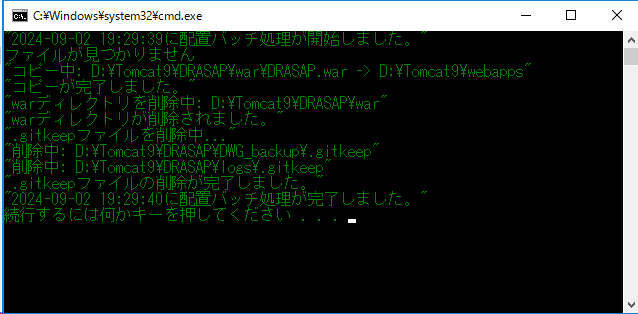 C:¥Windows¥system32¥cmd.exe
"2024-09-02 19:29:39に配置バッチ処理が開始しました。"
ファイルが見つかりません
"コピー中: D:¥Tomcat9¥DRASAP¥war¥DRASAP.war -> D:¥Tomcat9¥webapps"
"コピーが完了しました。"
"warディレクトリを削除中: D:¥Tomcat9¥DRASAP¥war"
"warディレクトリが削除されました。"
".gitkeepファイルを削除中..."
"削除中: D:¥Tomcat9¥DRASAP¥DWG_backup¥.gitkeep"
"削除中: D:¥Tomcat9¥DRASAP¥logs¥.gitkeep"
".gitkeepファイルの削除が完了しました。"
"2024-09-02 19:29:40に配置バッチ処理が完了しました。"
続行するには何かキーを押してください . . .